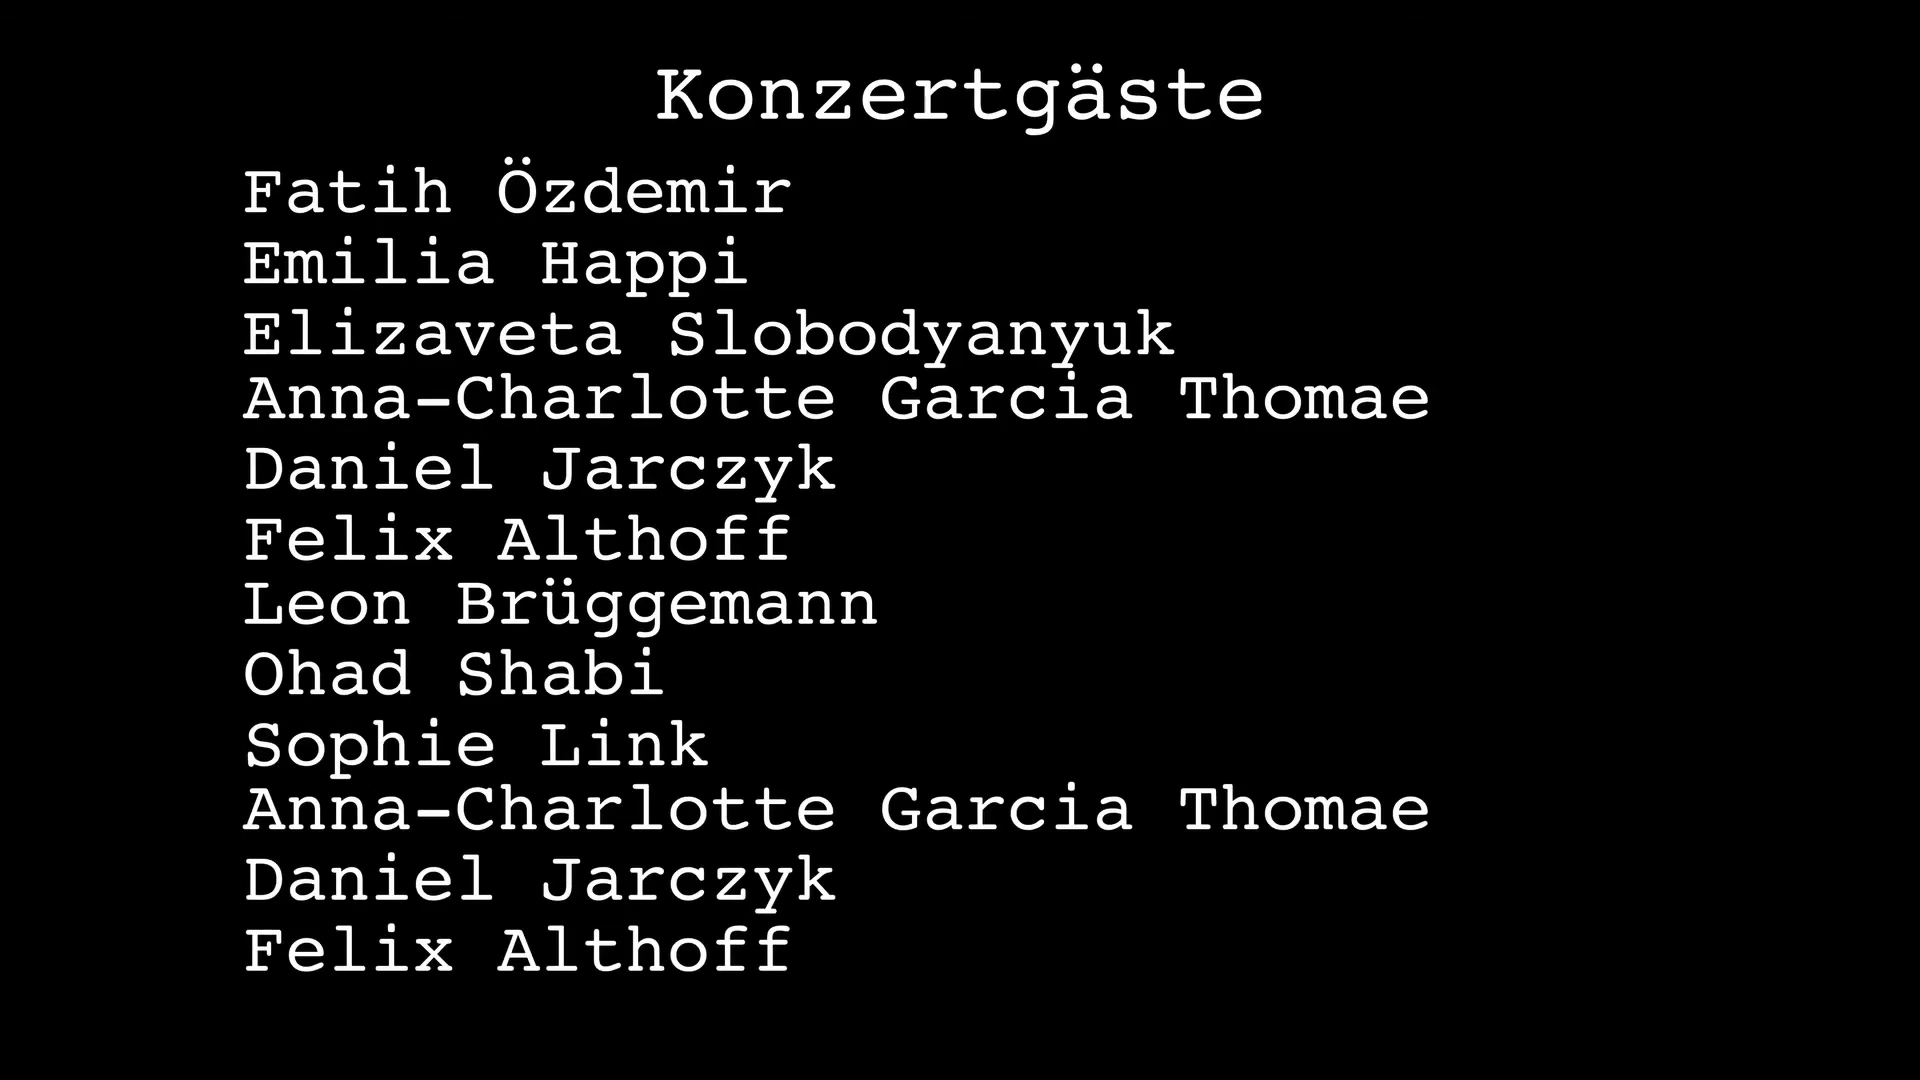 Konzertgäste
Fatih Özdemir
Emilia Happi
Elizaveta Slobodyanyuk
Anna-Charlotte Garcia Thomae
Daniel Jarczyk
Felix Althoff
Leon Brüggemann
Ohad Shabi
Sophie Link
Anna-Charlotte Garcia Thomae
Daniel Jarczyk
Felix Althoff